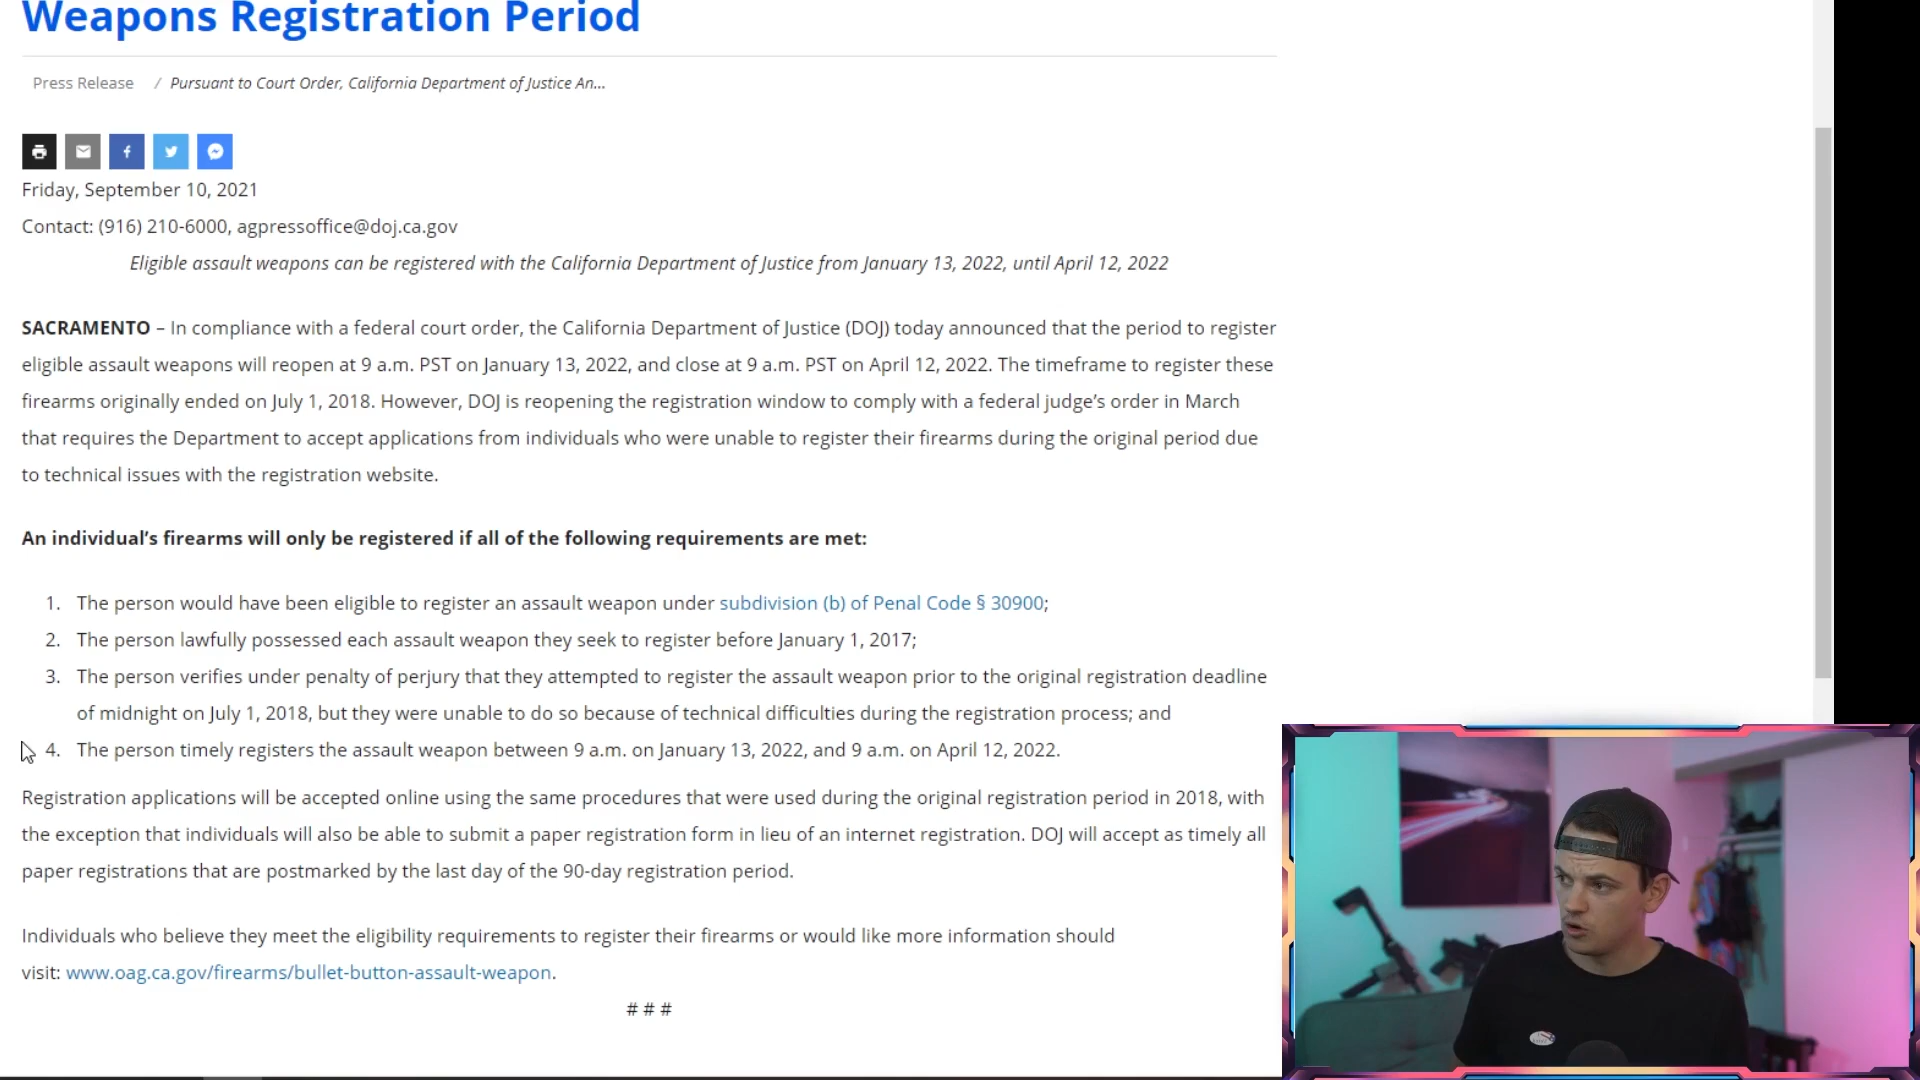 Weapons Registration Period
Press Release / Pursuant to Court Order, California Department of Justice An...
Friday, September 10, 2021
Contact: (916) 210-6000, agpressoffice@doj.ca.gov
Eligible assault weapons can be registered with the California Department of Justice from January 13, 2022, until April 12, 2022
SACRAMENTO – In compliance with a federal court order, the California Department of Justice (DOJ) today announced that the period to register
eligible assault weapons will reopen at 9 a.m. PST on January 13, 2022, and close at 9 a.m. PST on April 12, 2022. The timeframe to register these
firearms originally ended on July 1, 2018. However, DOJ is reopening the registration window to comply with a federal judge’s order in March
that requires the Department to accept applications from individuals who were unable to register their firearms during the original period due
to technical issues with the registration website.
An individual’s firearms will only be registered if all of the following requirements are met:
1. The person would have been eligible to register an assault weapon under subdivision (b) of Penal Code § 30900;
2. The person lawfully possessed each assault weapon they seek to register before January 1, 2017;
3. The person verifies under penalty of perjury that they attempted to register the assault weapon prior to the original registration deadline
of midnight on July 1, 2018, but they were unable to do so because of technical difficulties during the registration process; and
4. The person timely registers the assault weapon between 9 a.m. on January 13, 2022, and 9 a.m. on April 12, 2022.
Registration applications will be accepted online using the same procedures that were used during the original registration period in 2018, with
the exception that individuals will also be able to submit a paper registration form in lieu of an internet registration. DOJ will accept as timely all
paper registrations that are postmarked by the last day of the 90-day registration period.
Individuals who believe they meet the eligibility requirements to register their firearms or would like more information should
visit: www.oag.ca.gov/firearms/bullet-button-assault-weapon.
# # #